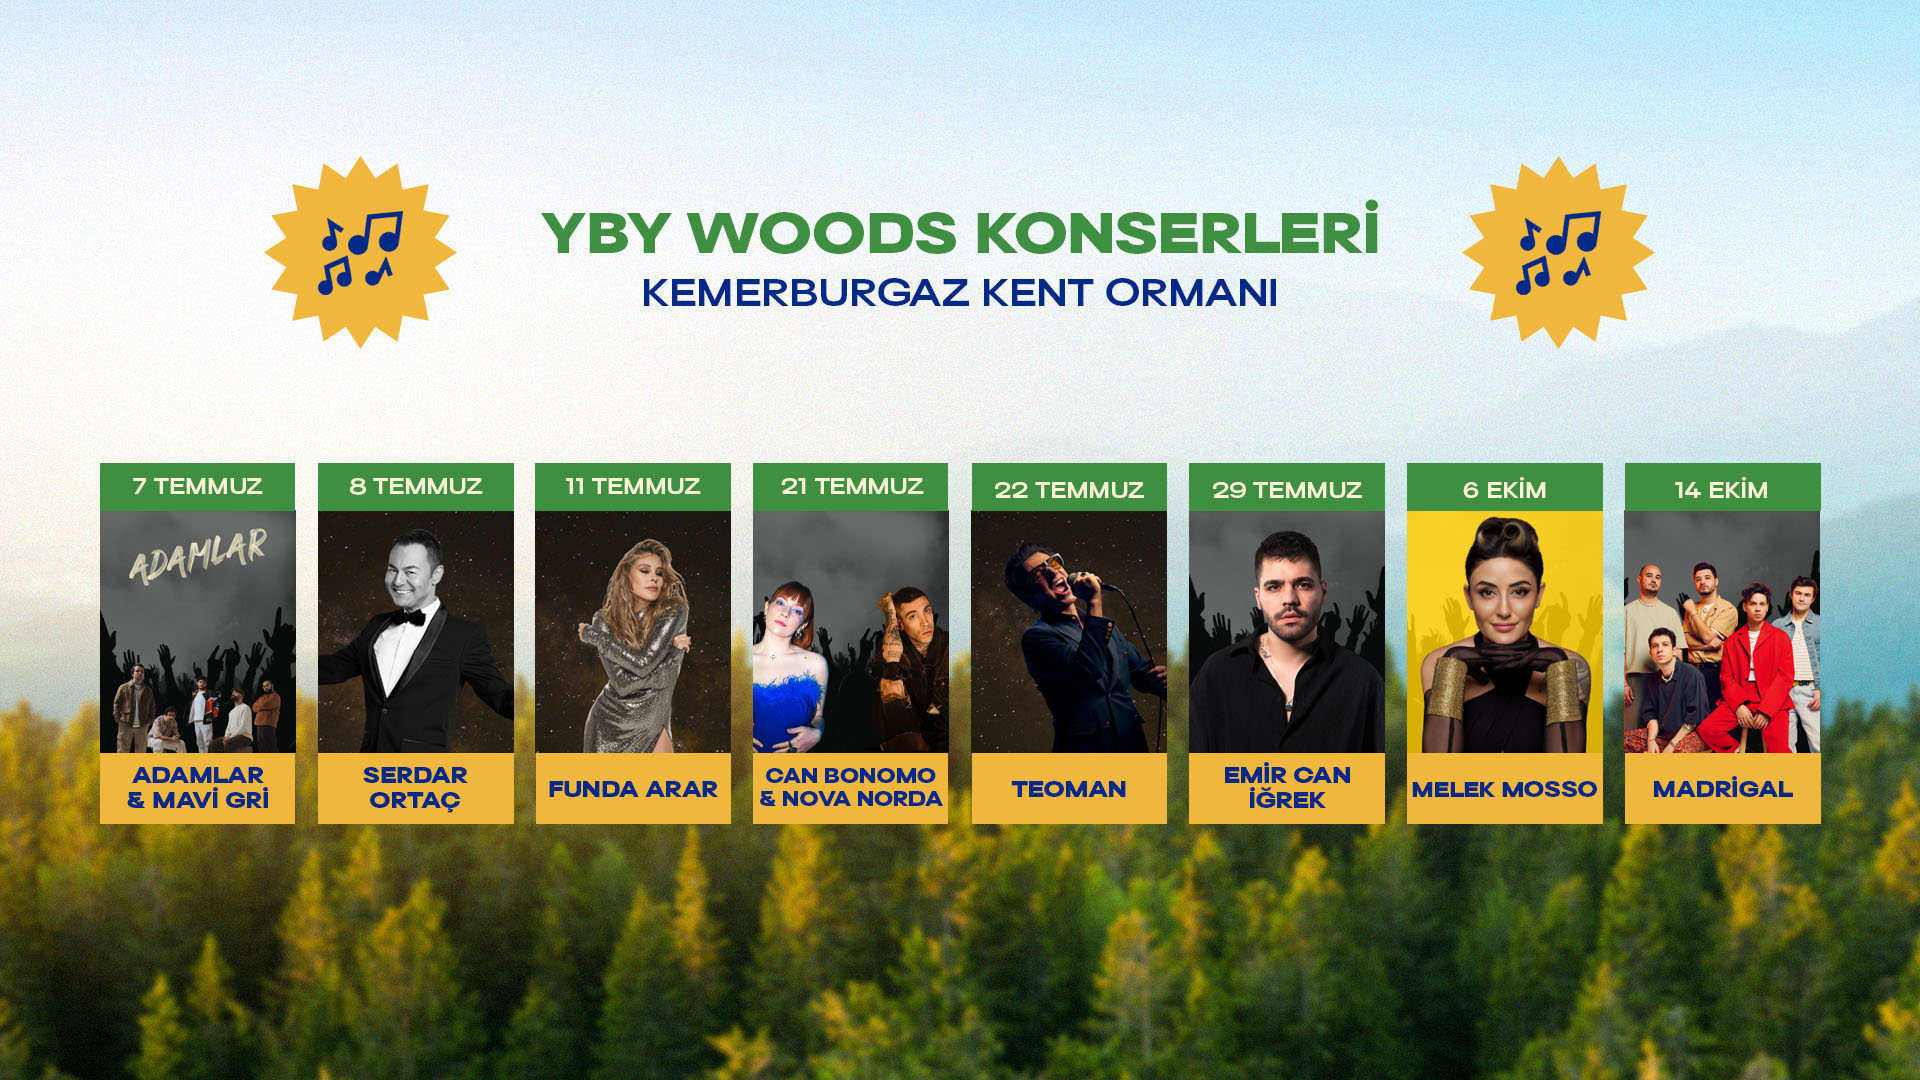 YBY WOODS KONSERLERİ
KEMERBURGAZ KENT ORMANI
7 TEMMUZ
ADAMLAR
ADAMLAR
& MAVİ GRİ
8 TEMMUZ
SERDAR
ORTAÇ
11 TEMMUZ
FUNDA ARAR
21 TEMMUZ
CAN BONOMO
& NOVA NORDA
22 TEMMUZ
TEOMAN
29 TEMMUZ
EMİR CAN
İĞREK
6 EKİM
MELEK MOSSO
14 EKİM
MADRİGAL